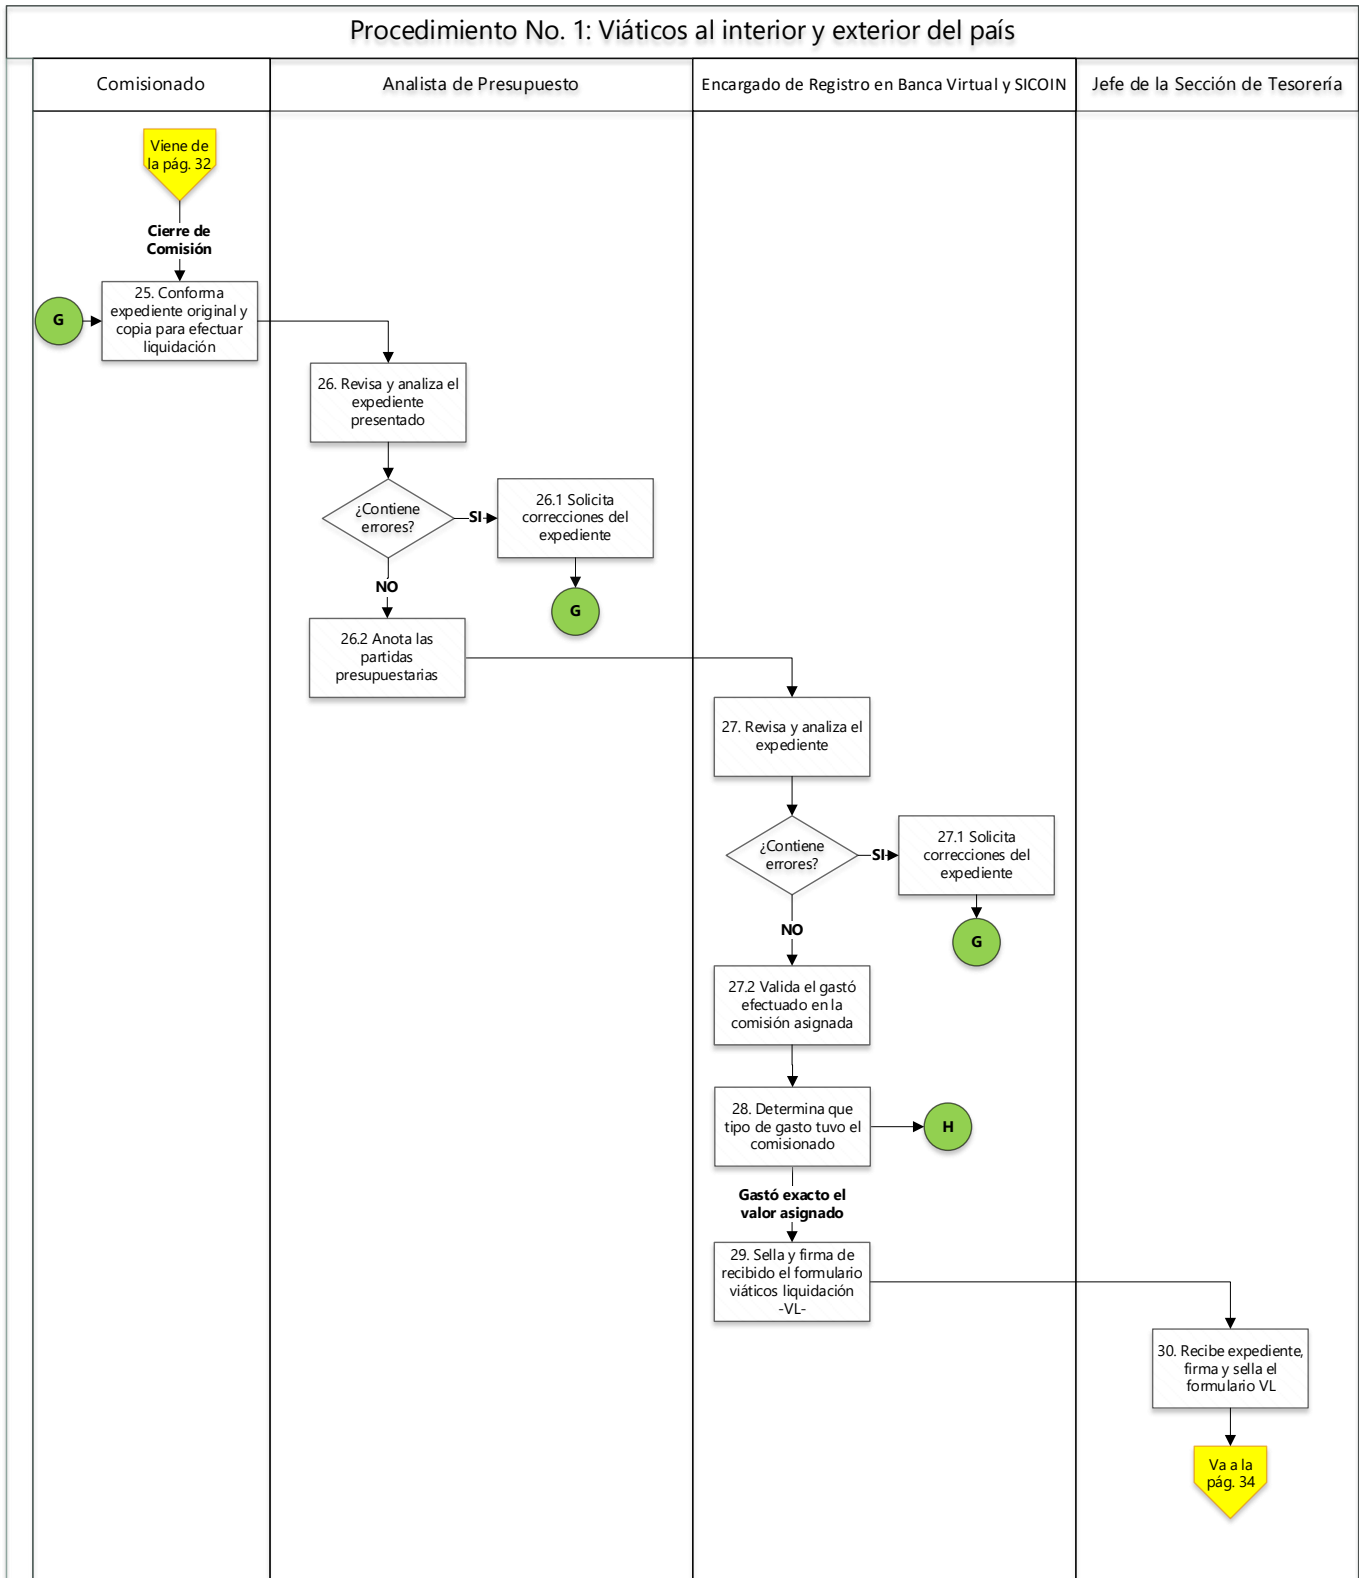 Procedimiento No. 1: Viáticos al interior y exterior del país
Comisionado
Analista de Presupuesto
Encargado de Registro en Banca Virtual y SICOIN
Jefe de la Sección de Tesorería
Viene de
la pág. 32
Cierre de
Comisión
G
25. Conforma
expediente original y
copia para efectuar
liquidación
26. Revisa y analiza el
expediente
presentado
¿Contiene
errores?
SI
26.1 Solicita
correcciones del
expediente
NO
G
26.2 Anota las
partidas
presupuestarias
27. Revisa y analiza el
expediente
¿Contiene
errores?
SI
27.1 Solicita
correcciones del
expediente
NO
G
27.2 Valida el gastó
efectuado en la
comisión asignada
28. Determina que
tipo de gasto tuvo el
comisionado
H
Gastó exacto el
valor asignado
29. Sella y firma de
recibido el formulario
viáticos liquidación
-VL-
30. Recibe expediente,
firma y sella el
formulario VL
Va a la
pág. 34